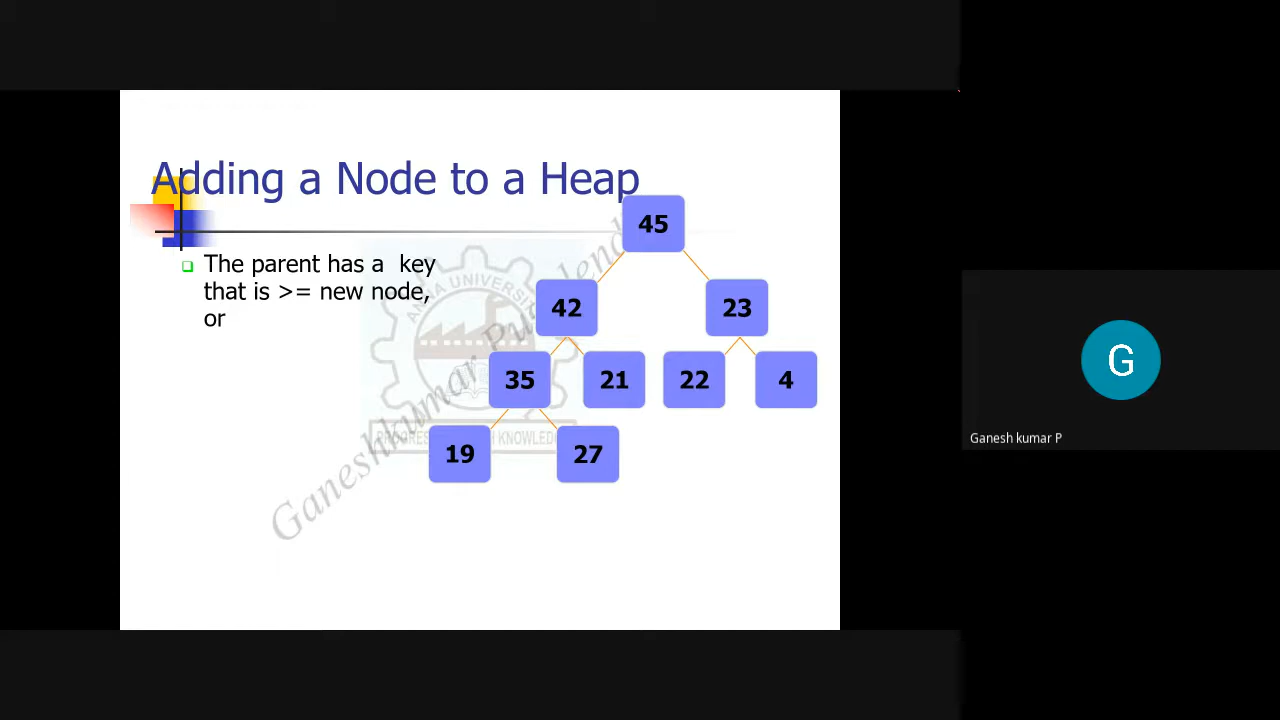 Adding a Node to a Heap
The parent has a key
that is >= new node,
or
45
42
23
35
21
22
4
19
27
G
Ganesh kumar P